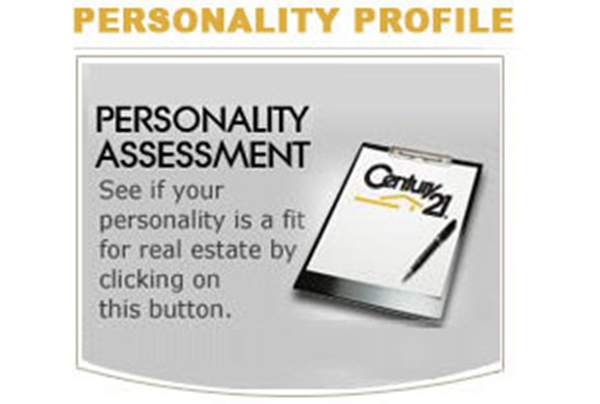 PERSONALITY PROFILE
PERSONALITY
ASSESSMENT
See if your
personality is a fit
for real estate by
clicking on
this button.
Century
21